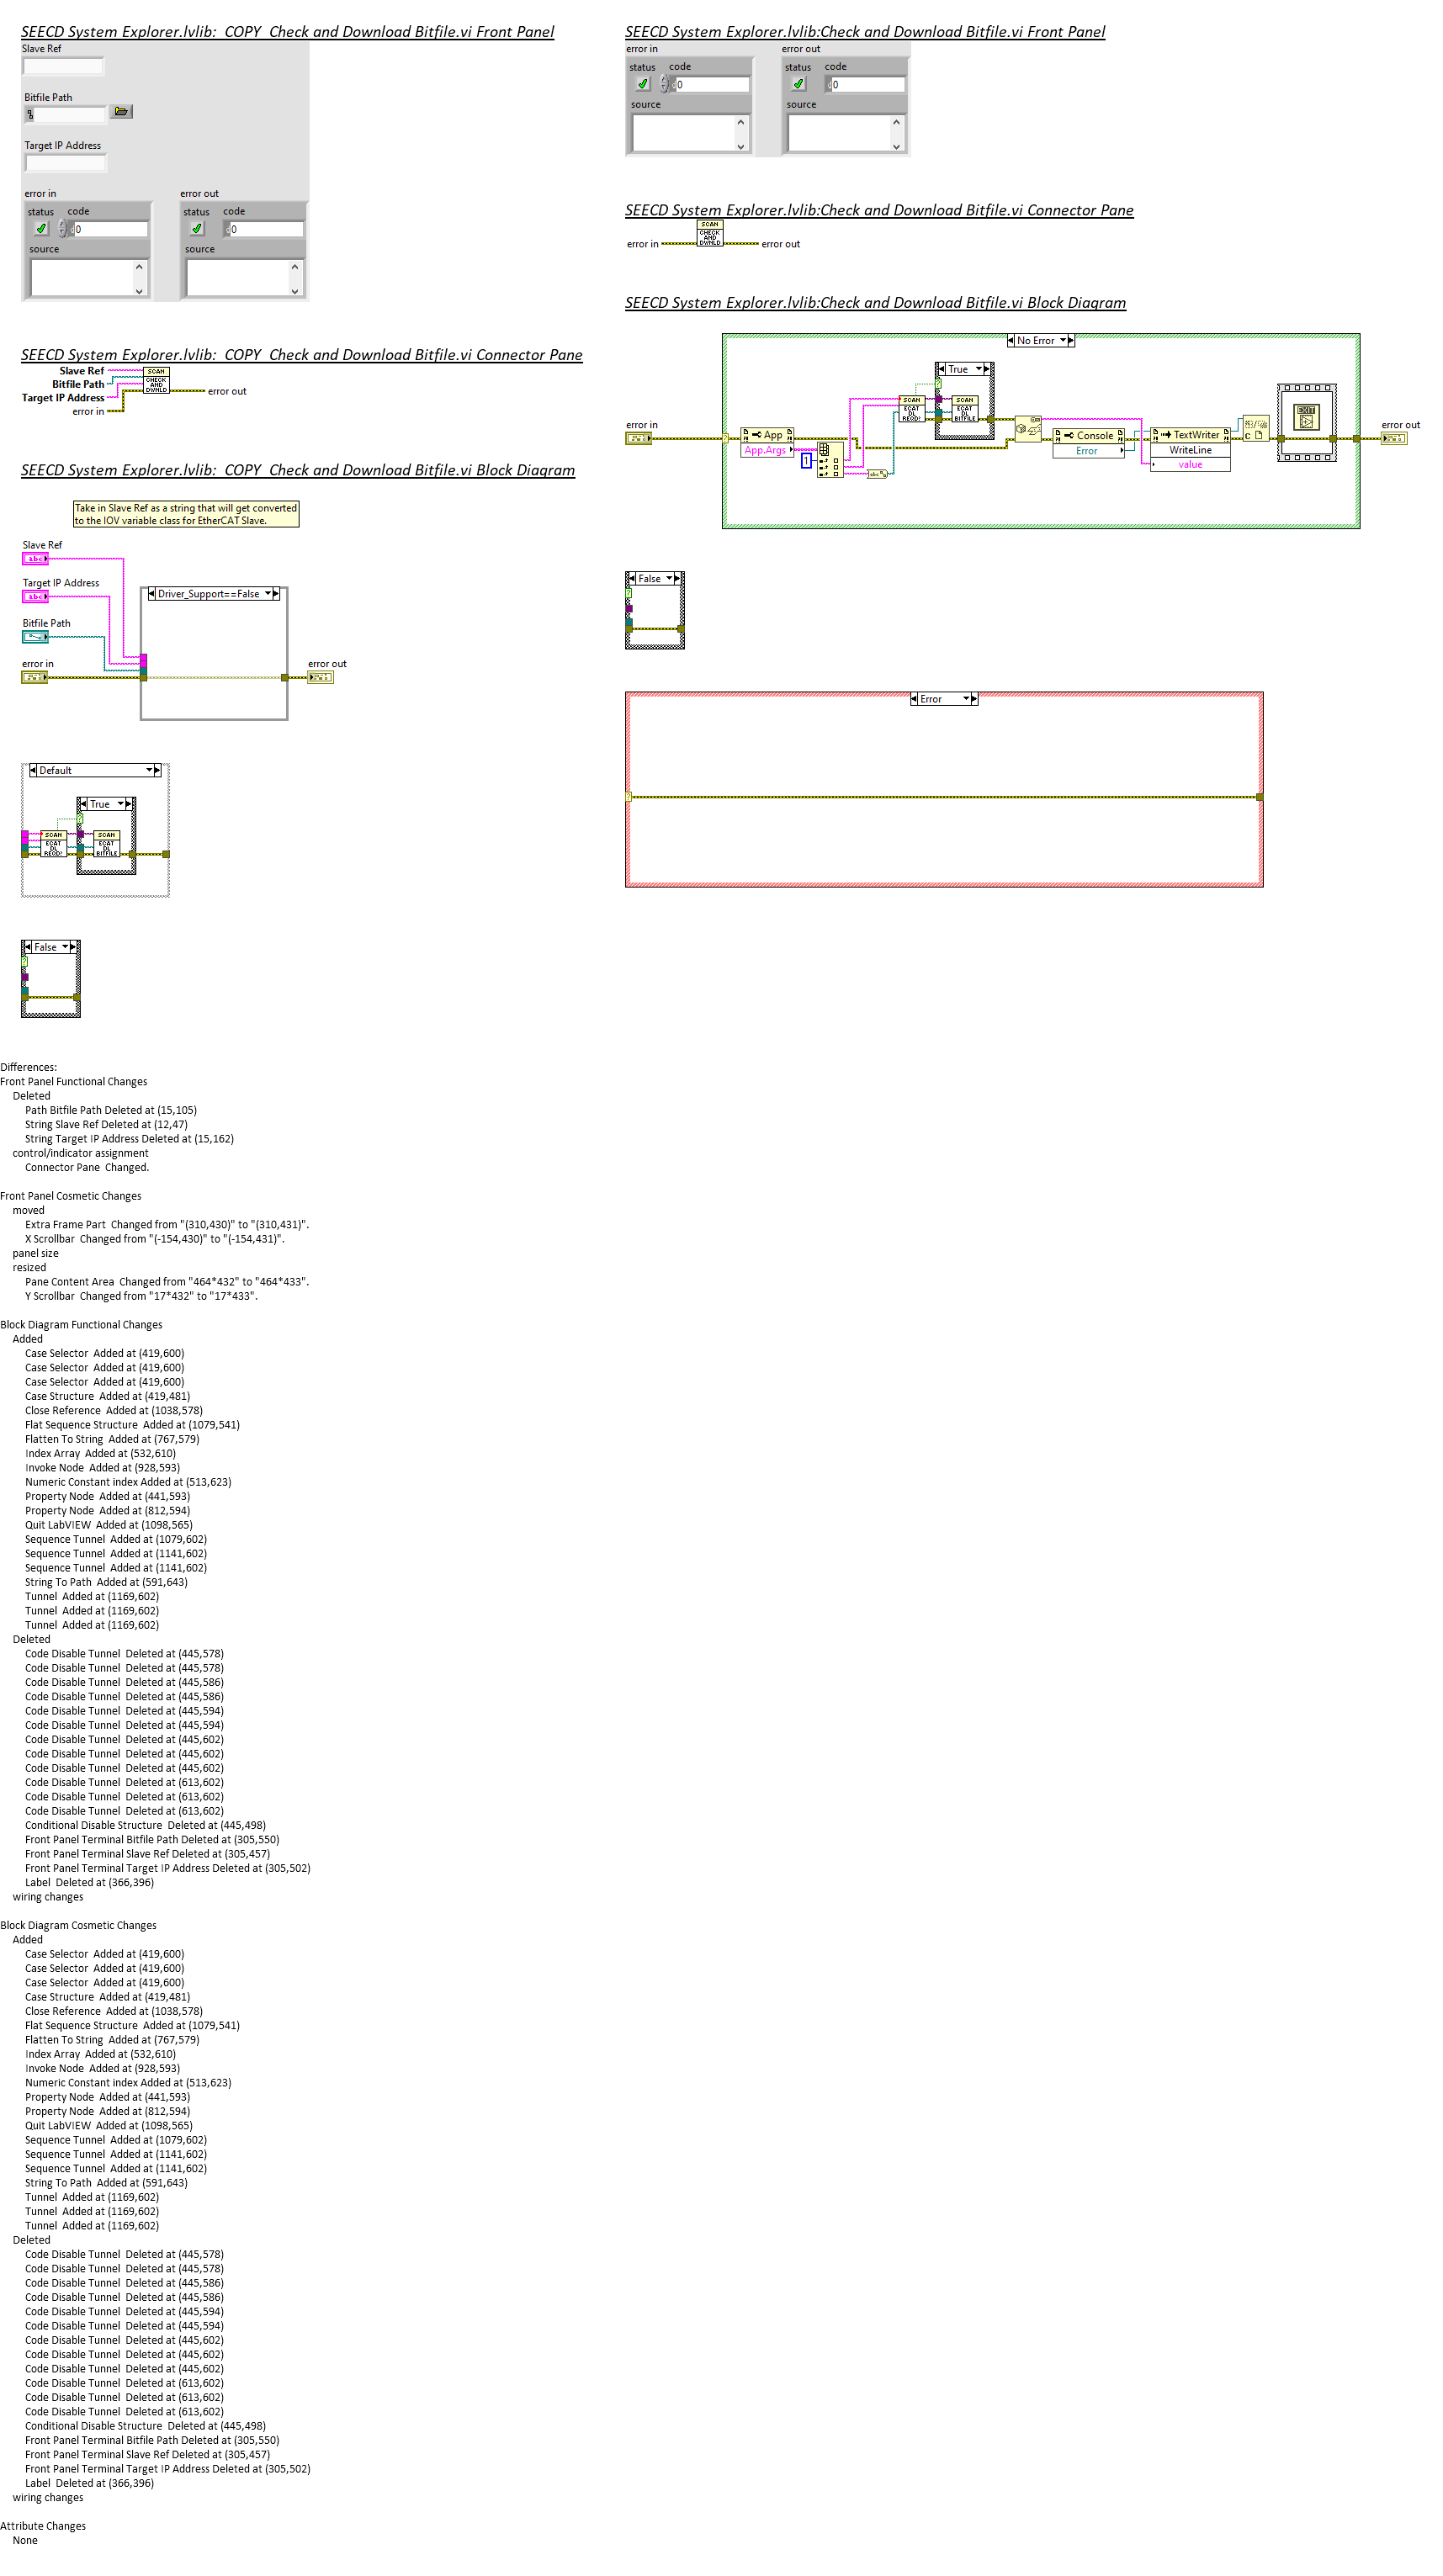 SEECD System Explorer.lvlib:  COPY  Check and Download Bitfile.vi Front Panel
Slave Ref
Bitfile Path
Target IP Address
error in
error out
status
code
0
source
status
code
0
source
SEECD System Explorer.lvlib:  COPY  Check and Download Bitfile.vi Connector Pane
Slave Ref
Bitfile Path
Target IP Address
error in
SCAN
CHECK
AND
DWNLD
error out
SEECD System Explorer.lvlib:  COPY  Check and Download Bitfile.vi Block Diagram
Take in Slave Ref as a string that will get converted
to the IOV variable class for EtherCAT Slave.
Slave Ref
abc
Target IP Address
abc
Bitfile Path
error in
Driver_Support==False
error out
Default
True
SCAN
ECAT
DL
REQD?
SCAN
ECAT
DL
BITFILE
False
SEECD System Explorer.lvlib:Check and Download Bitfile.vi Front Panel
error in
error out
status
code
0
source
status
code
0
source
SEECD System Explorer.lvlib:Check and Download Bitfile.vi Connector Pane
error in
SCAN
CHECK
AND
DWNLD
error out
SEECD System Explorer.lvlib:Check and Download Bitfile.vi Block Diagram
No Error
True
error in
App
App.Args
1
SCAN
ECAT
DL
REQD?
SCAN
ECAT
DL
BITFILE
Console
Error
TextWriter
WriteLine
value
EXIT
error out
False
Error
Differences:
Front Panel Functional Changes
Deleted
Path Bitfile Path Deleted at (15,105)
String Slave Ref Deleted at (12,47)
String Target IP Address Deleted at (15,162)
control/indicator assignment
Connector Pane  Changed.
Front Panel Cosmetic Changes
moved
Extra Frame Part  Changed from "(310,430)" to "(310,431)".
X Scrollbar  Changed from "(-154,430)" to "(-154,431)".
panel size
resized
Pane Content Area  Changed from "464*432" to "464*433".
Y Scrollbar  Changed from "17*432" to "17*433".
Block Diagram Functional Changes
Added
Case Selector  Added at (419,600)
Case Selector  Added at (419,600)
Case Selector  Added at (419,600)
Case Structure  Added at (419,481)
Close Reference  Added at (1038,578)
Flat Sequence Structure  Added at (1079,541)
Flatten To String  Added at (767,579)
Index Array  Added at (532,610)
Invoke Node  Added at (928,593)
Numeric Constant index Added at (513,623)
Property Node  Added at (441,593)
Property Node  Added at (812,594)
Quit LabVIEW  Added at (1098,565)
Sequence Tunnel  Added at (1079,602)
Sequence Tunnel  Added at (1141,602)
Sequence Tunnel  Added at (1141,602)
String To Path  Added at (591,643)
Tunnel  Added at (1169,602)
Tunnel  Added at (1169,602)
Tunnel  Added at (1169,602)
Deleted
Code Disable Tunnel  Deleted at (445,578)
Code Disable Tunnel  Deleted at (445,578)
Code Disable Tunnel  Deleted at (445,586)
Code Disable Tunnel  Deleted at (445,586)
Code Disable Tunnel  Deleted at (445,594)
Code Disable Tunnel  Deleted at (445,594)
Code Disable Tunnel  Deleted at (445,602)
Code Disable Tunnel  Deleted at (445,602)
Code Disable Tunnel  Deleted at (445,602)
Code Disable Tunnel  Deleted at (613,602)
Code Disable Tunnel  Deleted at (613,602)
Code Disable Tunnel  Deleted at (613,602)
Conditional Disable Structure  Deleted at (445,498)
Front Panel Terminal Bitfile Path Deleted at (305,550)
Front Panel Terminal Slave Ref Deleted at (305,457)
Front Panel Terminal Target IP Address Deleted at (305,502)
Label  Deleted at (366,396)
wiring changes
Block Diagram Cosmetic Changes
Added
Case Selector  Added at (419,600)
Case Selector  Added at (419,600)
Case Selector  Added at (419,600)
Case Structure  Added at (419,481)
Close Reference  Added at (1038,578)
Flat Sequence Structure  Added at (1079,541)
Flatten To String  Added at (767,579)
Index Array  Added at (532,610)
Invoke Node  Added at (928,593)
Numeric Constant index Added at (513,623)
Property Node  Added at (441,593)
Property Node  Added at (812,594)
Quit LabVIEW  Added at (1098,565)
Sequence Tunnel  Added at (1079,602)
Sequence Tunnel  Added at (1141,602)
Sequence Tunnel  Added at (1141,602)
String To Path  Added at (591,643)
Tunnel  Added at (1169,602)
Tunnel  Added at (1169,602)
Tunnel  Added at (1169,602)
Deleted
Code Disable Tunnel  Deleted at (445,578)
Code Disable Tunnel  Deleted at (445,578)
Code Disable Tunnel  Deleted at (445,586)
Code Disable Tunnel  Deleted at (445,586)
Code Disable Tunnel  Deleted at (445,594)
Code Disable Tunnel  Deleted at (445,594)
Code Disable Tunnel  Deleted at (445,602)
Code Disable Tunnel  Deleted at (445,602)
Code Disable Tunnel  Deleted at (445,602)
Code Disable Tunnel  Deleted at (613,602)
Code Disable Tunnel  Deleted at (613,602)
Code Disable Tunnel  Deleted at (613,602)
Conditional Disable Structure  Deleted at (445,498)
Front Panel Terminal Bitfile Path Deleted at (305,550)
Front Panel Terminal Slave Ref Deleted at (305,457)
Front Panel Terminal Target IP Address Deleted at (305,502)
Label  Deleted at (366,396)
wiring changes
Attribute Changes
None